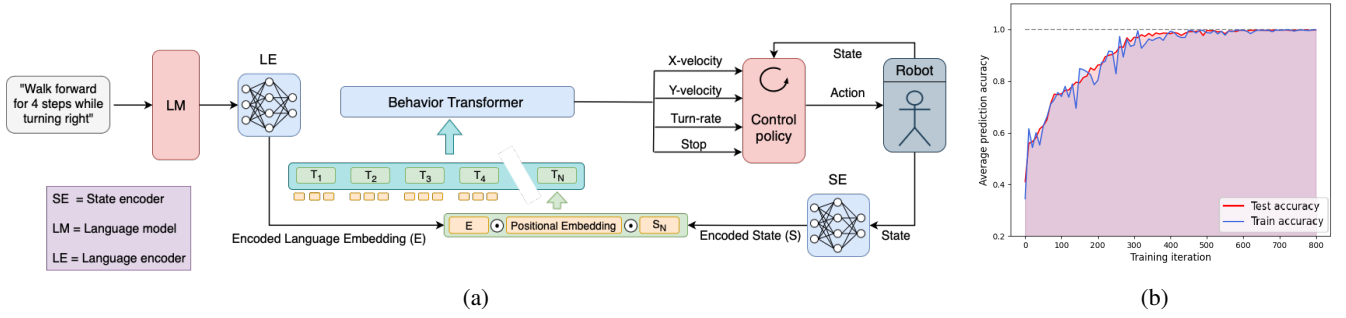 "Walk forward
for 4 steps while
turning right"
LM
LE
Behavior Transformer
X-velocity
Y-velocity
Turn-rate
Stop
Control
policy
State
Action
Robot
T1
T2
T3
T4
TN
SE = State encoder
LM = Language model
LE = Language encoder
Encoded Language Embedding (E)
E
Positional Embedding
SN
Encoded State (S)
SE
State
(a)
Average prediction accuracy
1.0
0.8
0.6
0.4
0.2
Test accuracy
Train accuracy
0 100 200 300 400 500 600 700 800
Training iteration
(b)